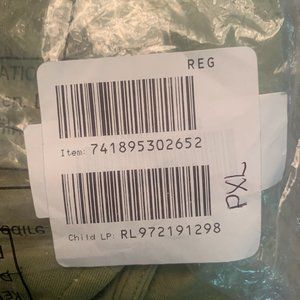 REG
Item: 741895302652
PXL
Child LP: RL972191298